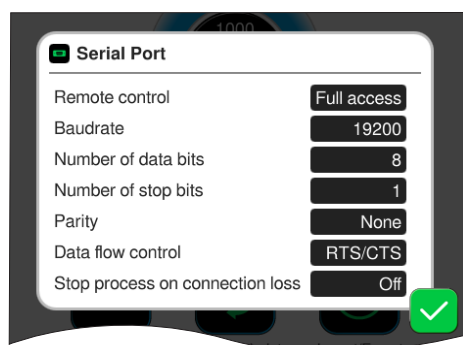 1000
Serial Port
Remote control Full access
Baudrate 19200
Number of data bits 8
Number of stop bits 1
Parity None
Data flow control RTS/CTS
Stop process on connection loss Off